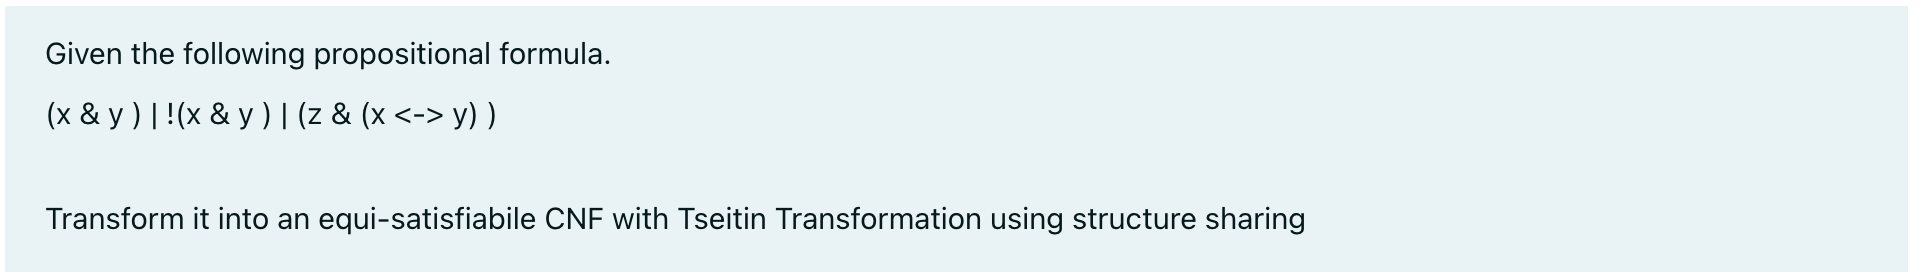 Given the following propositional formula.
(x & y ) | !(x & y ) | (z & (x <-> y) )
Transform it into an equi-satisfiabile CNF with Tseitin Transformation using structure sharing